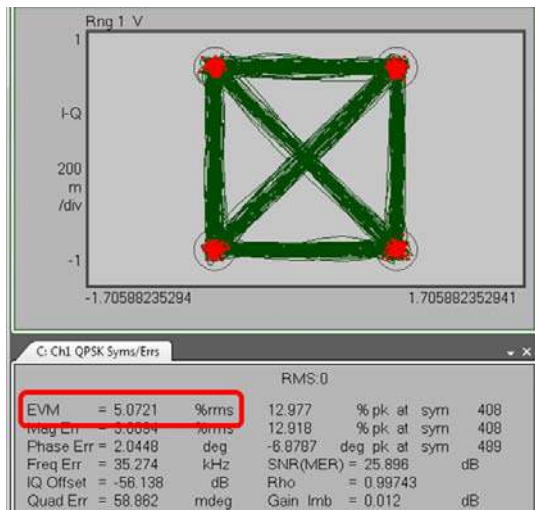 Rng 1 V
1
I-Q
200
m
/div
-1
-1.70588235294 1.705882352941
C: Ch1 QPSK Syms/Errs
RMS:0
EVM = 5.0721 %rms 12.977 % pk at sym 408
Mag Err = %rms 12.918 % pk at sym 408
Phase Err = 2.0448 deg -6.8787 deg pk at sym 489
Freq Err = 35.274 kHz SNR(MER) = 25.896 dB
IQ Offset = -56.138 dB Rho = 0.99743
Quad Err = 58.862 mdeg Gain Imb = 0.012 dB